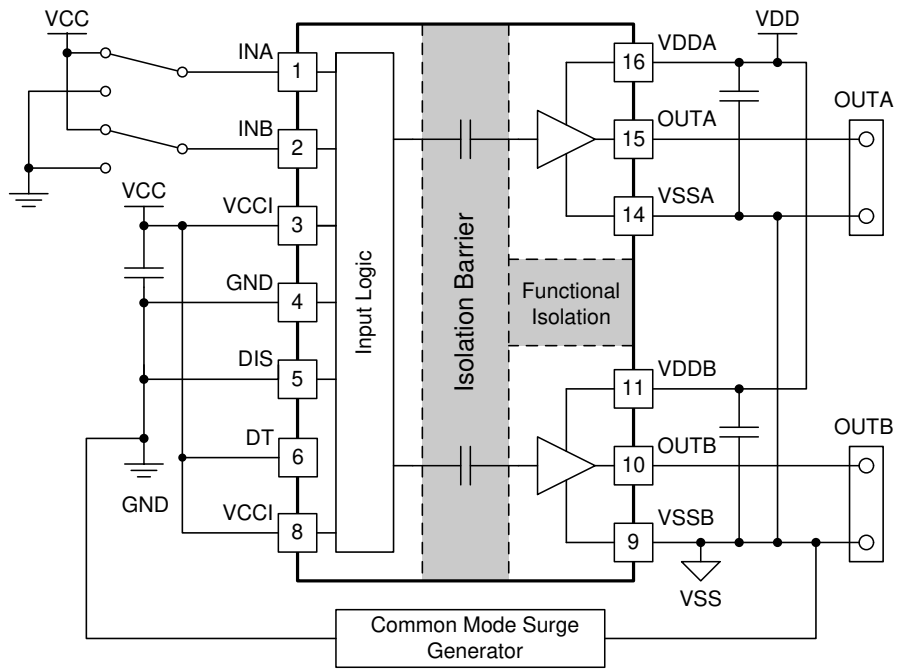 VCC
INA
1
INB
2
VCC
VCCI
3
GND
4
DIS
5
DT
6
GND
VCCI
8
Input Logic
Isolation Barrier
Functional
Isolation
VDDA
16
VDD
OUTA
15
OUTA
VSSA
14
VDDB
11
OUTB
10
OUTB
VSSB
9
VSS
Common Mode Surge
Generator